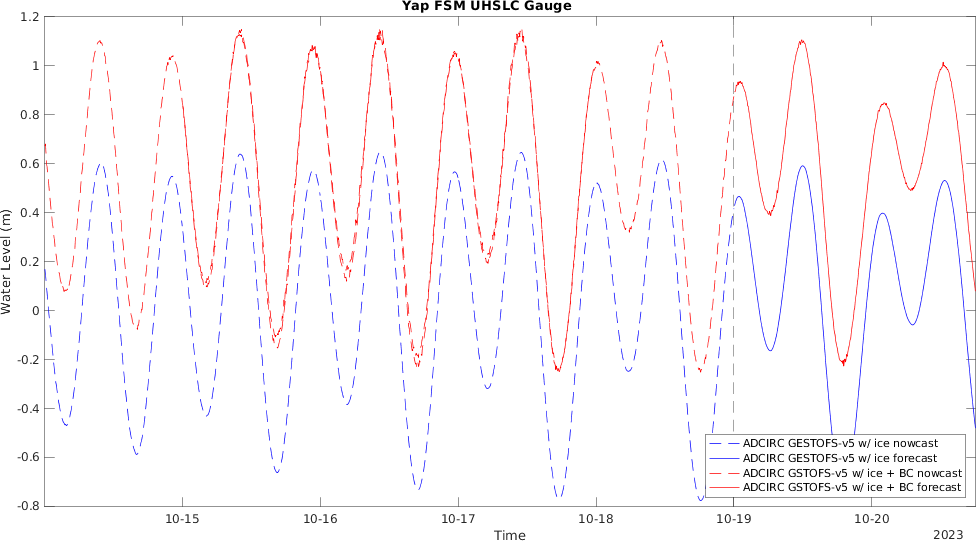 Yap FSM UHSLC Gauge
1.2
1
0.8
0.6
0.4
0.2
0
-0.2
-0.4
-0.6
-0.8
Water Level (m)
ADCIRC GESTOFS-v5 w/ ice nowcast
ADCIRC GESTOFS-v5 w/ ice forecast
ADCIRC GSTOFS-v5 w/ ice + BC nowcast
ADCIRC GSTOFS-v5 w/ ice + BC forecast
10-15 10-16 10-17 10-18 10-19 10-20
Time
2023